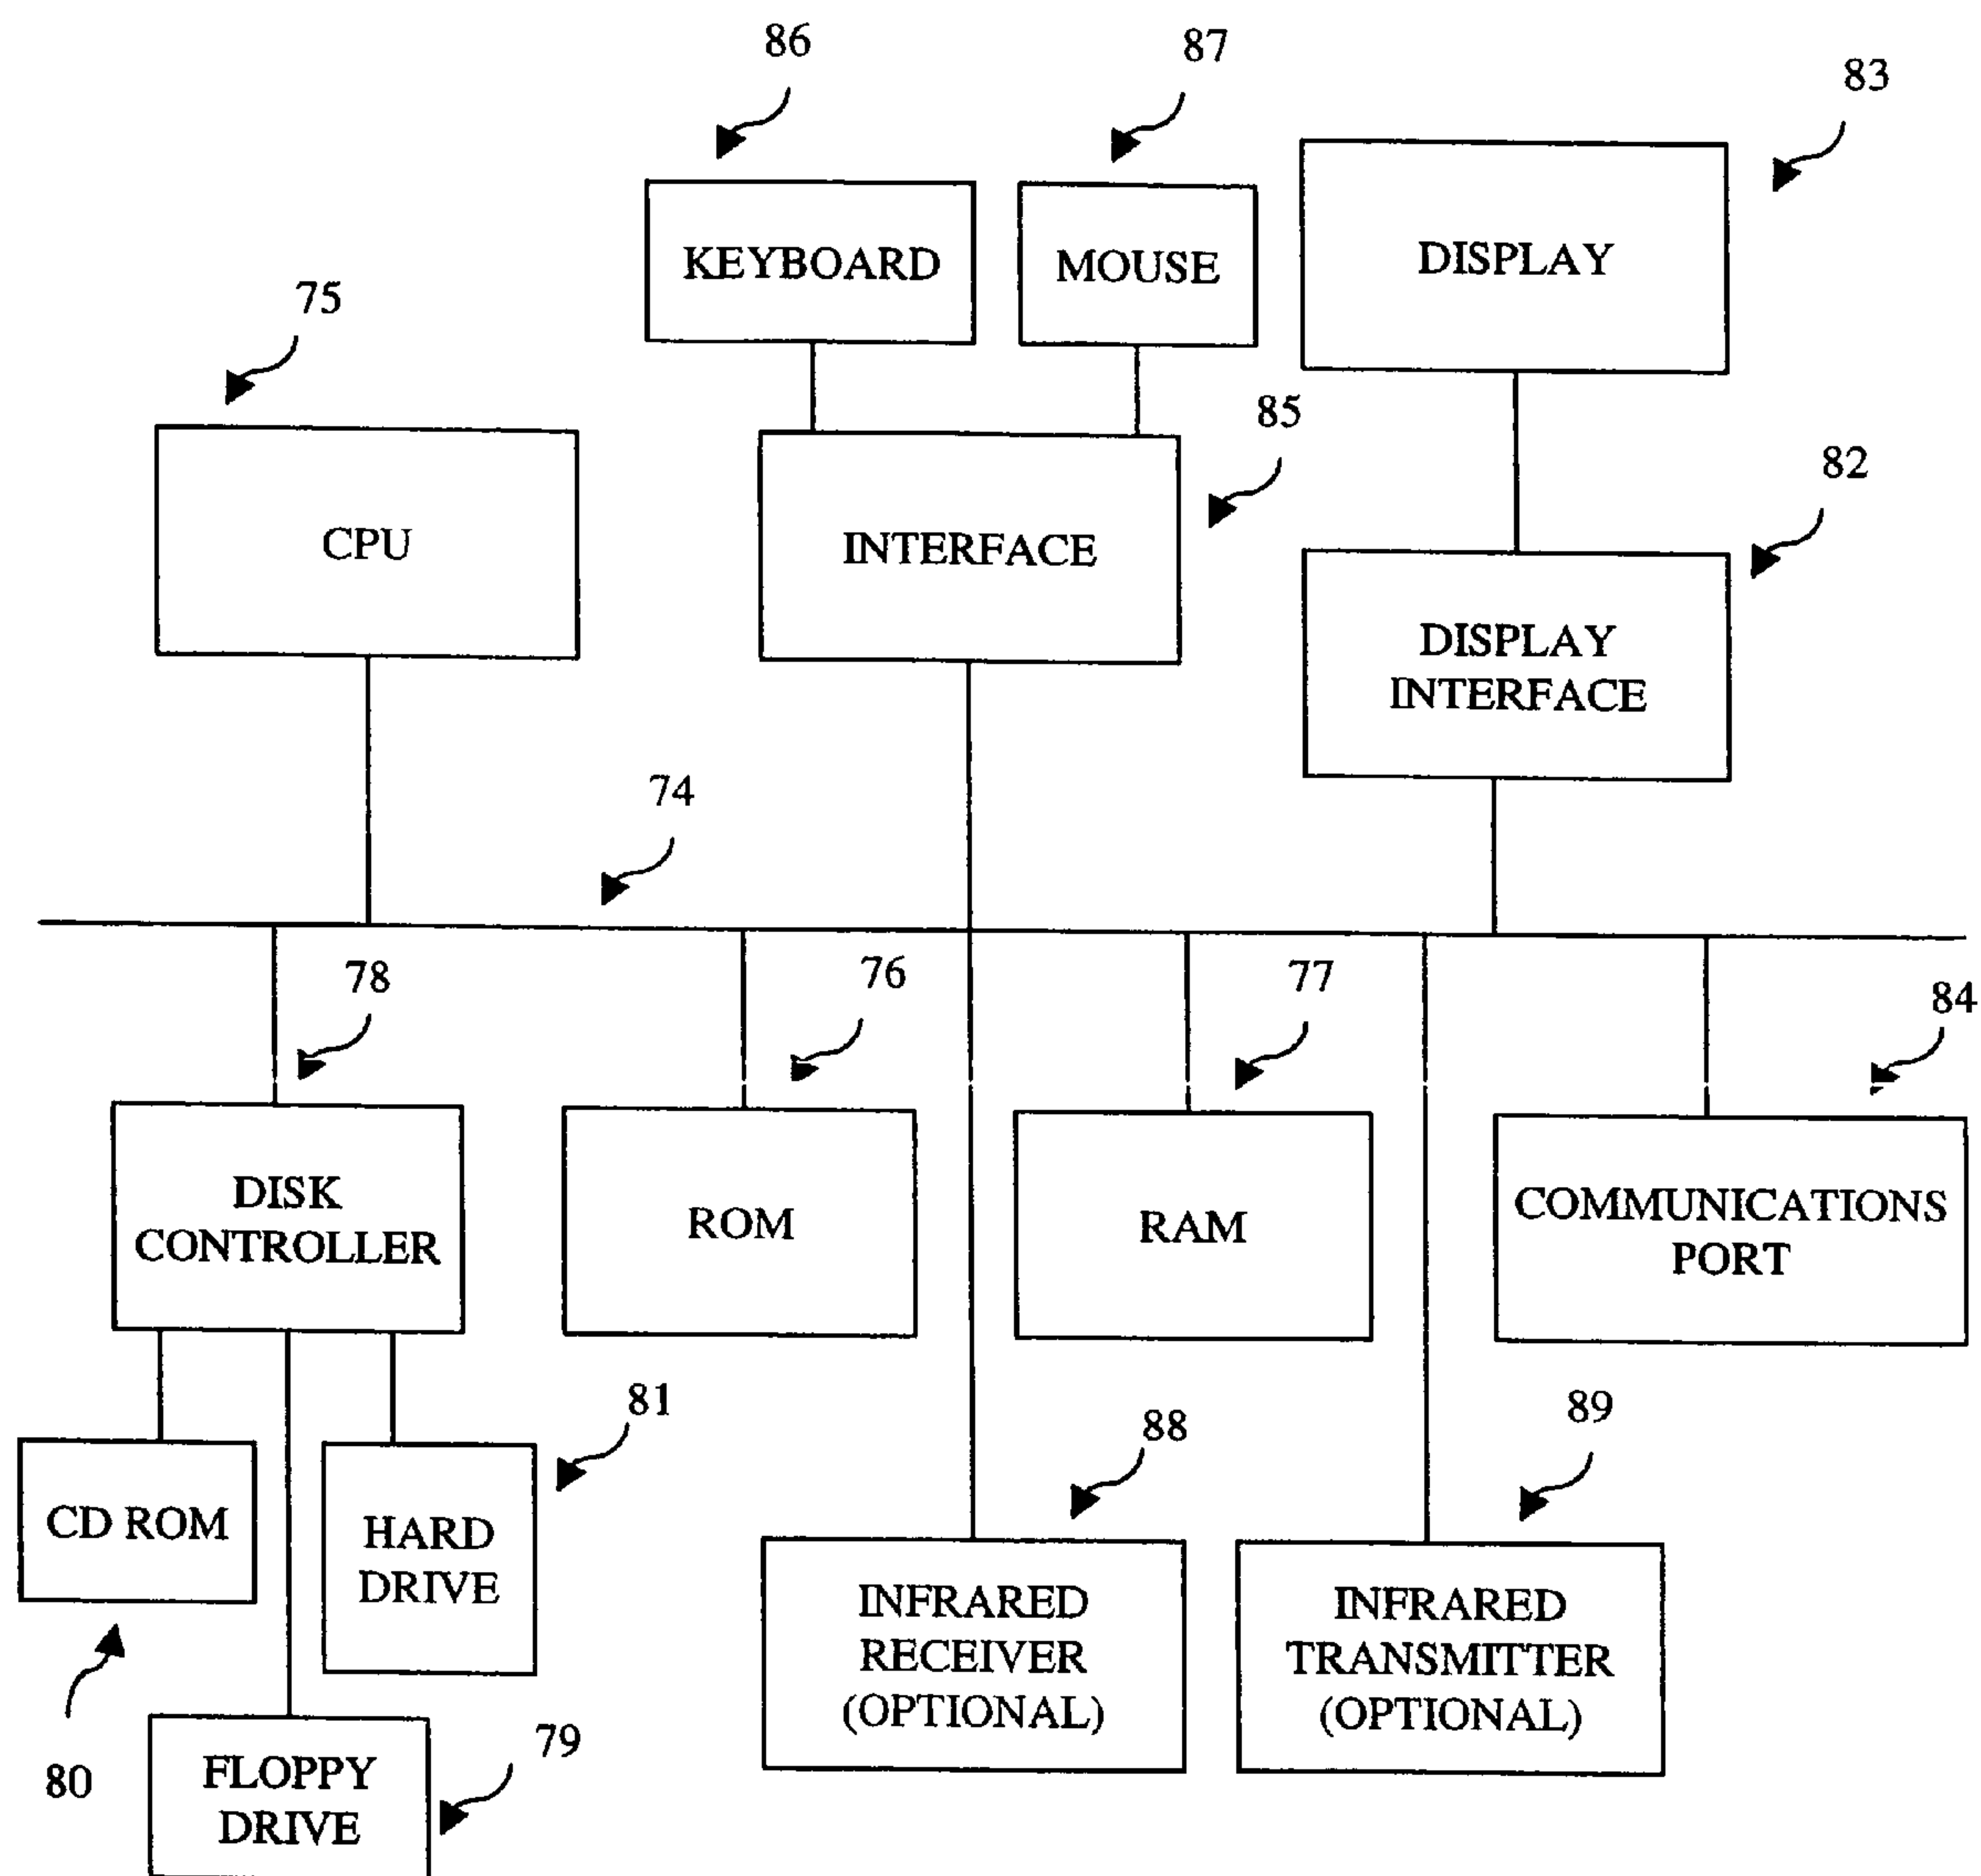 86
87
83
KEYBOARD
MOUSE
DISPLAY
75
85
82
CPU
INTERFACE
DISPLAY
INTERFACE
74
78
76
77
84
DISK
CONTROLLER
ROM
RAM
COMMUNICATIONS
PORT
81
88
89
CD ROM
HARD
DRIVE
INFRARED
RECEIVER
(OPTIONAL)
INFRARED
TRANSMITTER
(OPTIONAL)
80
FLOPPY
DRIVE
79